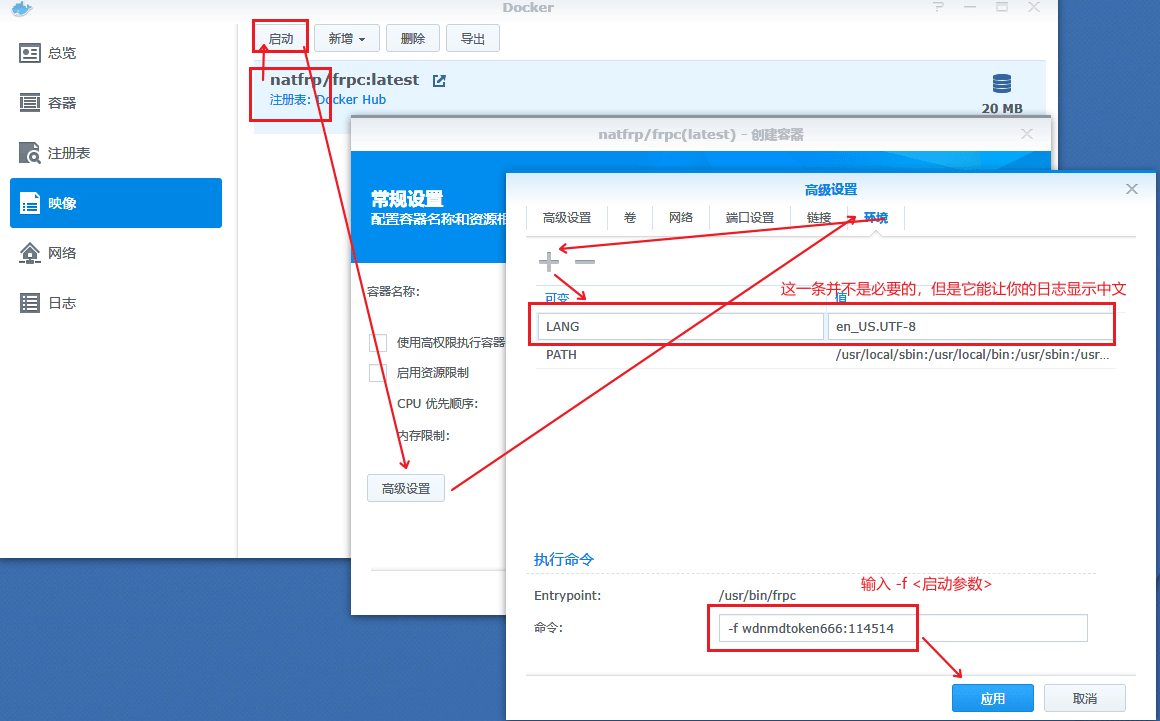 Docker
总览
容器
注册表
映像
网络
日志
启动 新增 删除 导出
natfrp/frpc:latest
注册表: Docker Hub
20 MB
natfrp/frpc(latest) - 创建容器
常规设置
配置容器名称和资源
容器名称:
使用高权限执行容器
启用资源限制
CPU 优先顺序:
内存限制:
高级设置
高级设置
高级设置 卷 网络 端口设置 链接 环境
这一条并不是必要的，但是它能让你的日志显示中文
可变 值
LANG en_US.UTF-8
PATH /usr/local/sbin:/usr/local/bin:/usr/sbin:/usr...
执行命令
输入 -f <启动参数>
Entrypoint: /usr/bin/frpc
命令: -f wdnmdtoken666:114514
应用 取消